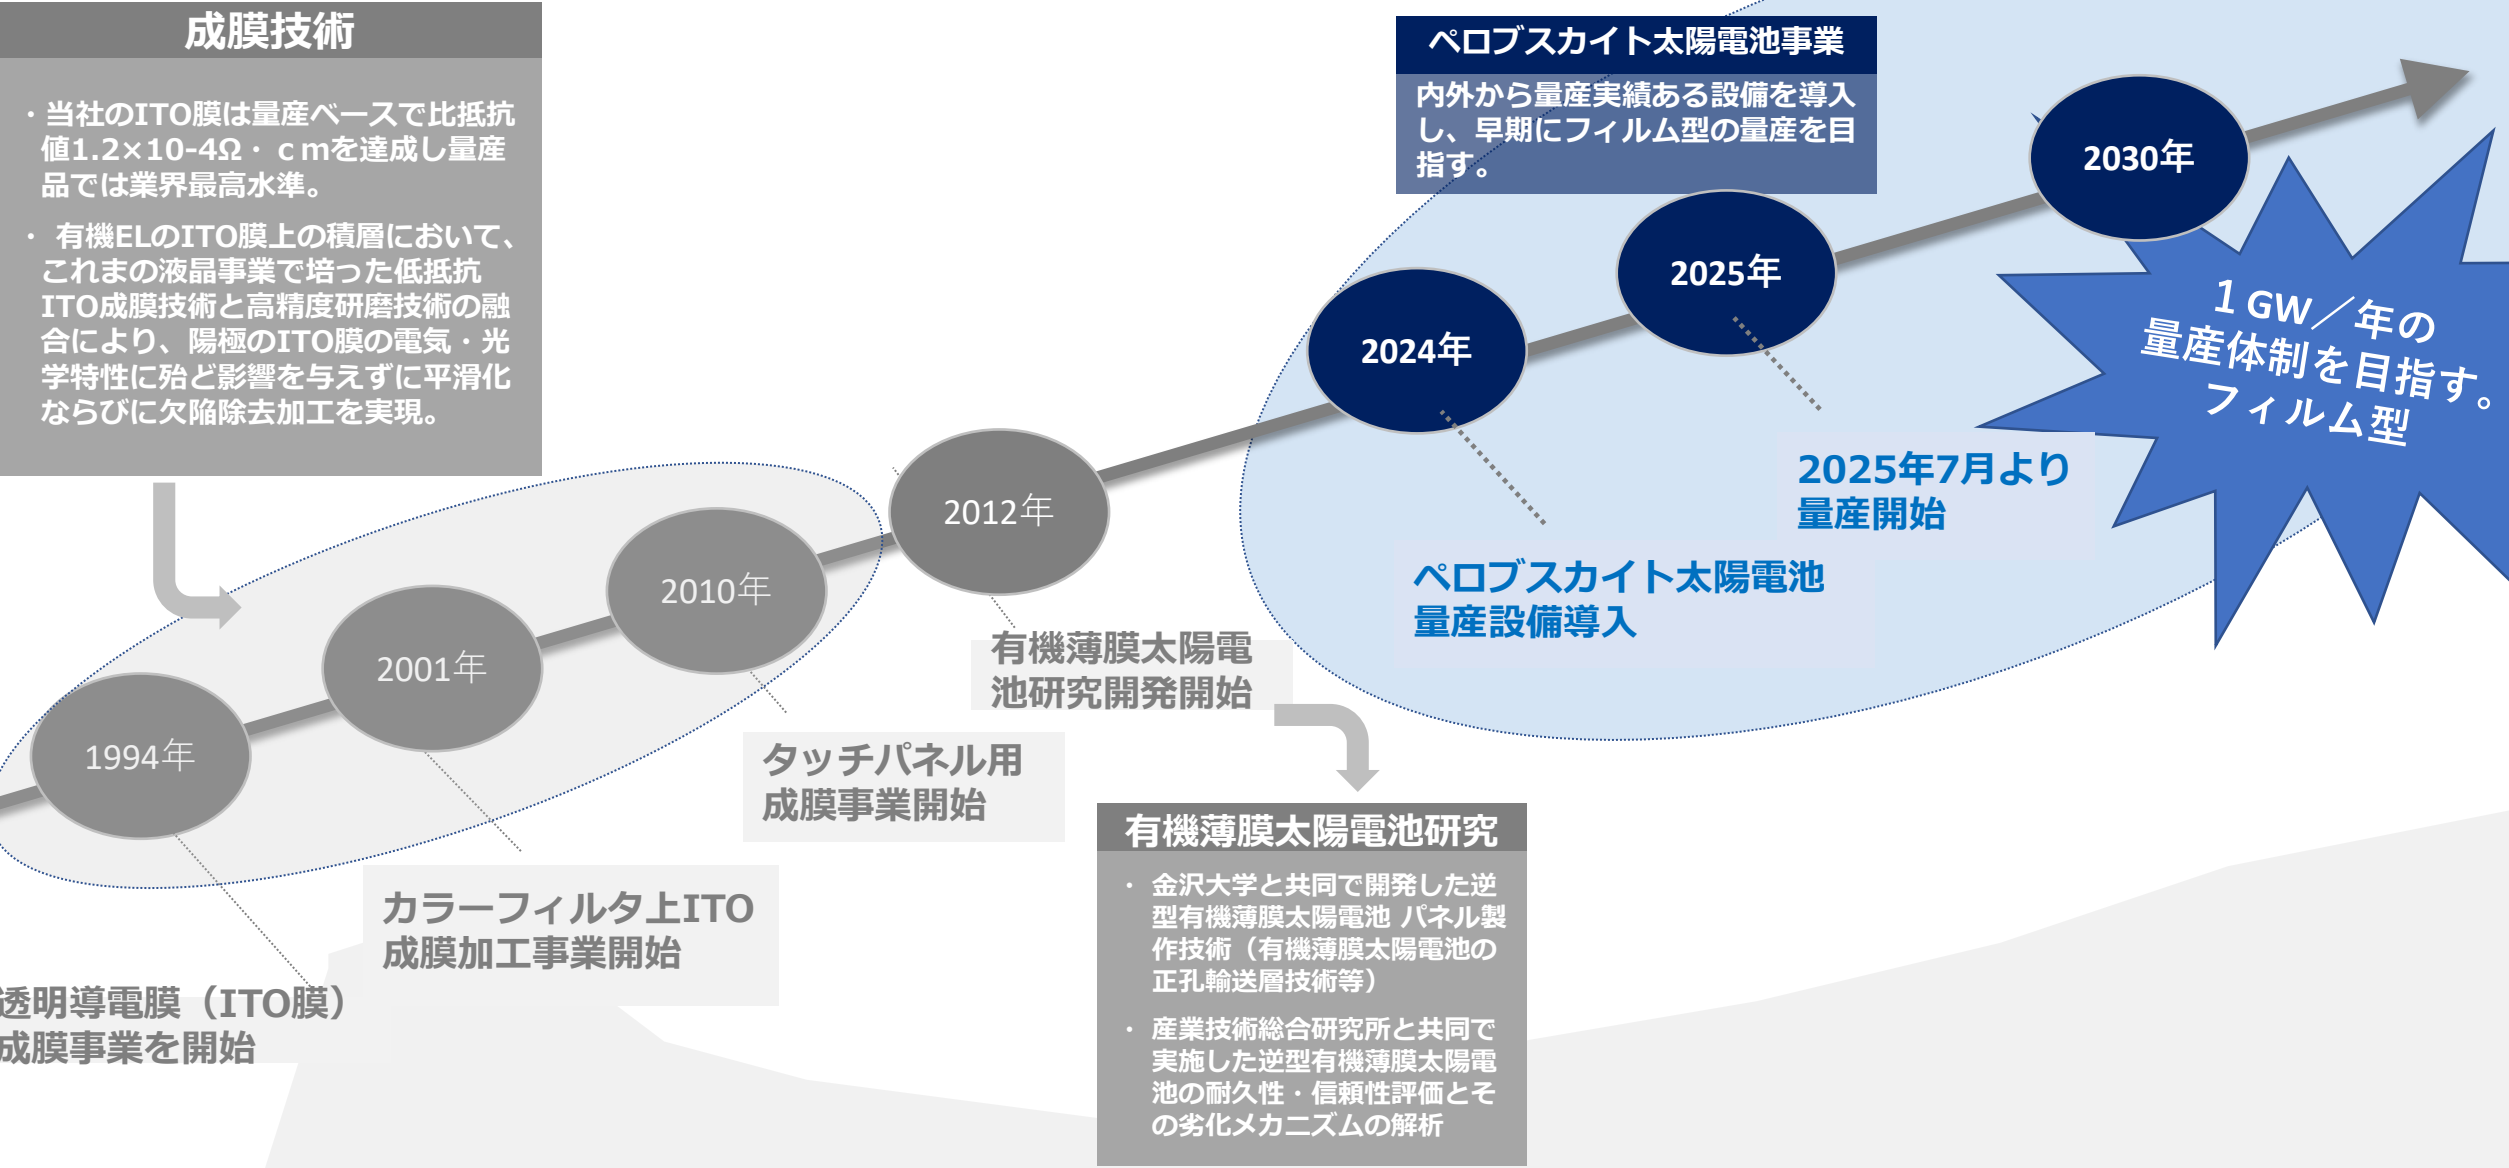 成膜技術
・当社のITO膜は量産ベースで比抵抗
値1.2×10-4Ω・ｃｍを達成し量産
品では業界最高水準。
・ 有機ELのITO膜上の積層において、
これまの液晶事業で培った低抵抗
ITO成膜技術と高精度研磨技術の融
合により、陽極のITO膜の電気・光
学特性に殆ど影響を与えずに平滑化
ならびに欠陥除去加工を実現。
ペロブスカイト太陽電池事業
内外から量産実績ある設備を導入
し、早期にフィルム型の量産を目
指す。
1994年
2001年
2010年
2012年
2024年
2025年
2030年
１GW／年の
量産体制を目指す。
フィルム型
2025年7月より
量産開始
ペロブスカイト太陽電池
量産設備導入
有機薄膜太陽電
池研究開発開始
タッチパネル用
成膜事業開始
カラーフィルタ上ITO
成膜加工事業開始
透明導電膜（ITO膜）
成膜事業を開始
有機薄膜太陽電池研究
・ 金沢大学と共同で開発した逆
型有機薄膜太陽電池 パネル製
作技術（有機薄膜太陽電池の
正孔輸送層技術等）
・ 産業技術総合研究所と共同で
実施した逆型有機薄膜太陽電
池の耐久性・信頼性評価とそ
の劣化メカニズムの解析